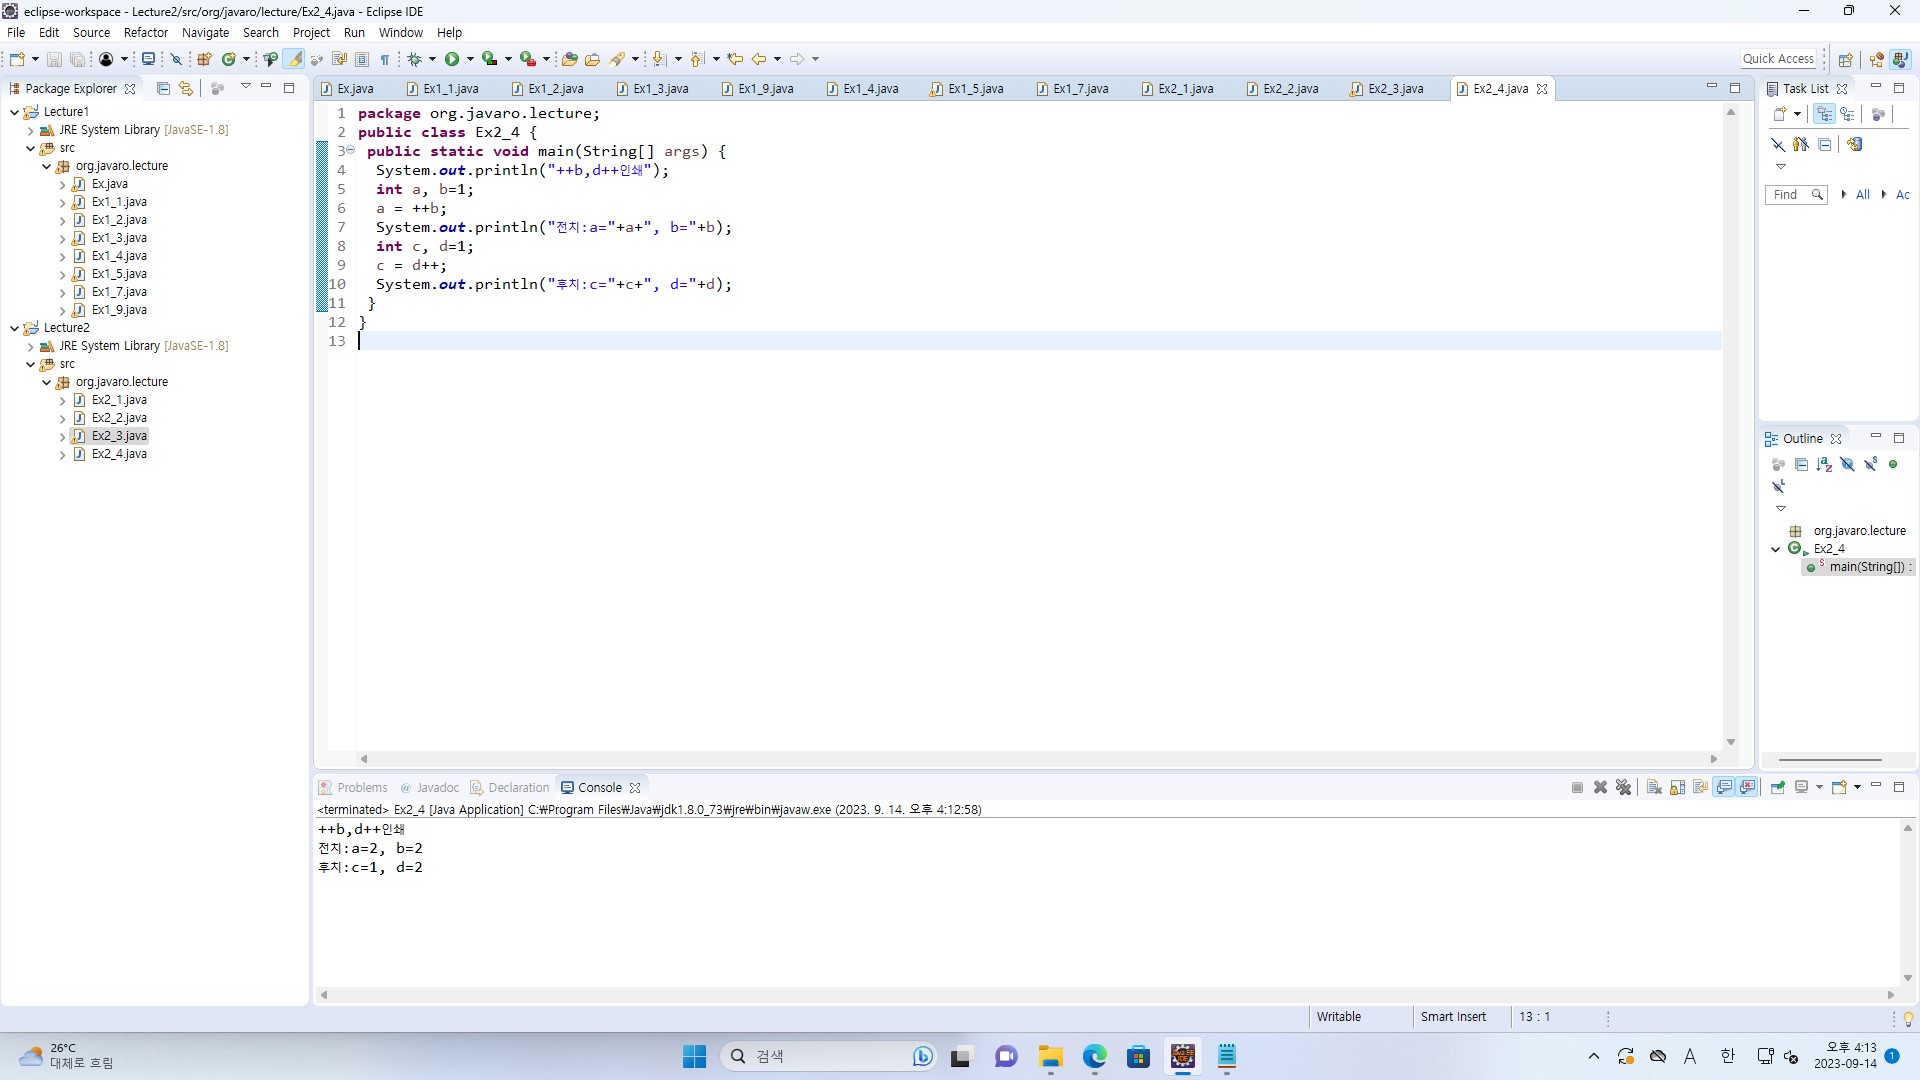 eclipse-workspace - Lecture2/src/org/javaro/lecture/Ex2_4.java - Eclipse IDE
File Edit Source Refactor Navigate Search Project Run Window Help
Quick Access
Package Explorer
Lecture1
JRE System Library [JavaSE-1.8]
src
org.javaro.lecture
Ex.java
Ex1_1.java
Ex1_2.java
Ex1_3.java
Ex1_4.java
Ex1_5.java
Ex1_7.java
Ex1_9.java
Lecture2
JRE System Library [JavaSE-1.8]
src
org.javaro.lecture
Ex2_1.java
Ex2_2.java
Ex2_3.java
Ex2_4.java
Ex.java Ex1_1.java Ex1_2.java Ex1_3.java Ex1_9.java Ex1_4.java Ex1_5.java Ex1_7.java Ex2_1.java Ex2_2.java Ex2_3.java Ex2_4.java
1 package org.javaro.lecture;
2 public class Ex2_4 {
3 public static void main(String[] args) {
4 System.out.println("++b,d++인쇄");
5 int a, b=1;
6 a = ++b;
7 System.out.println("전치:a="+a+", b="+b);
8 int c, d=1;
9 c = d++;
10 System.out.println("후치:c="+c+", d="+d);
11 }
12 }
13
Task List
Find All Ac
Outline
org.javaro.lecture
Ex2_4
main(String[]) :
Problems Javadoc Declaration Console
<terminated> Ex2_4 [Java Application] C:₩Program Files₩Java₩jdk1.8.0_73₩jre₩bin₩javaw.exe (2023. 9. 14. 오후 4:12:58)
++b,d++인쇄
전치:a=2, b=2
후치:c=1, d=2
Writable Smart Insert 13 : 1
26°C
대체로 흐림
검색
A 한
오후 4:13
2023-09-14
1